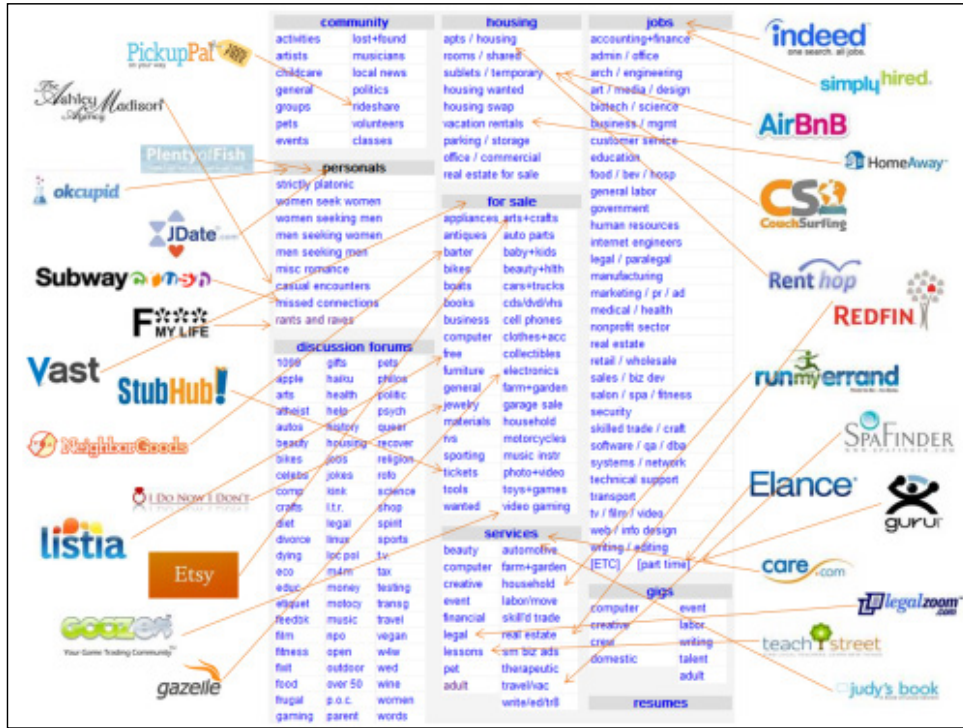 community
activities lost+found
artists musicians
childcare local news
general politics
groups rideshare
pets volunteers
events classes
personals
strictly platonic
women seek women
women seeking men
men seeking women
men seeking men
misc romance
casual encounters
missed connections
rants and raves
discussion forums
1099 gifts pets
apple haiku philos
arts health politic
atheist help psych
autos history queer
beauty housing recover
bikes jobs religion
celebs jokes rofo
comp kink science
crafts l.t.r. shop
diet legal spirit
divorce linux sports
dying loc pol t.v.
eco m4m tax
educ money testing
etiquet motocy transg
feedbk music travel
film npo vegan
fitness open w4w
fixit outdoor wed
food over 50 wine
frugal p.o.c. women
gaming parent words
housing
apts / housing
rooms / shared
sublets / temporary
housing wanted
housing swap
vacation rentals
parking / storage
office / commercial
real estate for sale
for sale
appliances arts+crafts
antiques auto parts
barter baby+kids
bikes beauty+hlth
boats cars+trucks
books cds/dvd/vhs
business cell phones
computer clothes+acc
free collectibles
furniture electronics
general farm+garden
jewelry garage sale
materials household
rvs motorcycles
sporting music instr
tickets photo+video
tools toys+games
wanted video gaming
services
beauty automotive
computer farm+garden
creative household
event labor/move
financial skill'd trade
legal real estate
lessons sm biz ads
pet therapeutic
adult travel/vac
write/ed/tr8
jobs
accounting+finance
admin / office
arch / engineering
art / media / design
biotech / science
business / mgmt
customer service
education
food / bev / hosp
general labor
government
human resources
internet engineers
legal / paralegal
manufacturing
marketing / pr / ad
medical / health
nonprofit sector
real estate
retail / wholesale
sales / biz dev
salon / spa / fitness
security
skilled trade / craft
software / qa / dba
systems / network
technical support
transport
tv / film / video
web / info design
writing / editing
[ETC] [part time]
gigs
computer event
creative labor
crew writing
domestic talent
adult
resumes
PickupPal
on your way
The Ashley Madison Agency
PlentyofFish
okcupid
JDate.com
Subway
F****
MY LIFE
Vast
StubHub!
NeighborGoods
I DO NOW I DON'T
listia
Etsy
GOOZEX
Your Game Trading Community
gazelle
indeed
one search. all jobs.
simply hired
AirBnB
HomeAway
CS
CouchSurfing
Rent hop
REDFIN
run my errand
SPAFINDER
Elance
guru
care.com
legalzoom
.com
teach street
judy's book